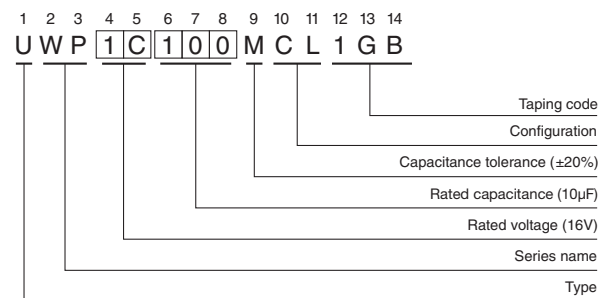 1 2 3 4 5 6 7 8 9 10 11 12 13 14
U W P 1 C 1 0 0 M C L 1 G B
Taping code
Configuration
Capacitance tolerance (±20%)
Rated capacitance (10µF)
Rated voltage (16V)
Series name
Type